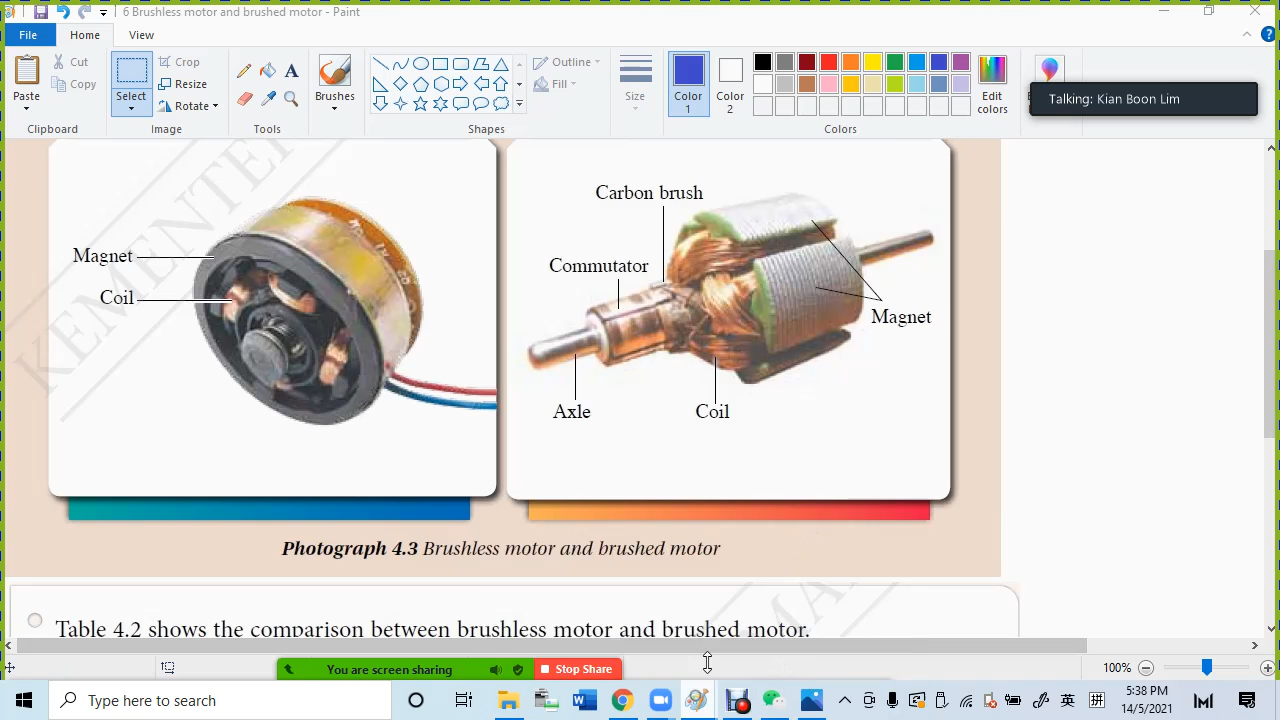 6 Brushless motor and brushed motor - Paint
File Home View
Paste
Cut
Copy
Clipboard
Select
Crop
Resize
Rotate
Image
Tools
Brushes
Shapes
Outline
Fill
Size
Color 1
Color 2
Edit colors
Colors
Talking: Kian Boon Lim
KEMENTER
Magnet
Coil
Carbon brush
Commutator
Magnet
Axle
Coil
Photograph 4.3 Brushless motor and brushed motor
Table 4.2 shows the comparison between brushless motor and brushed motor.
You are screen sharing
Stop Share
100%
Type here to search
英
拼
5:38 PM
14/5/2021